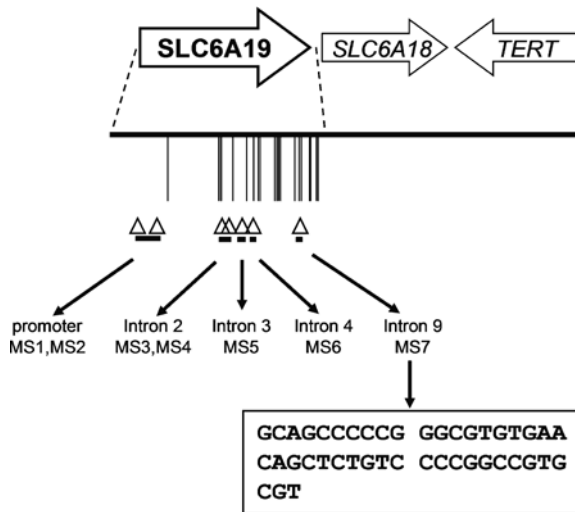 SLC6A19 SLC6A18 TERT
promoter Intron 2 Intron 3 Intron 4 Intron 9
MS1,MS2 MS3,MS4 MS5 MS6 MS7
GCAGCCCCCG GGCGTGTGAA
CAGCTCTGTC CCCGGCCGTG
CGT